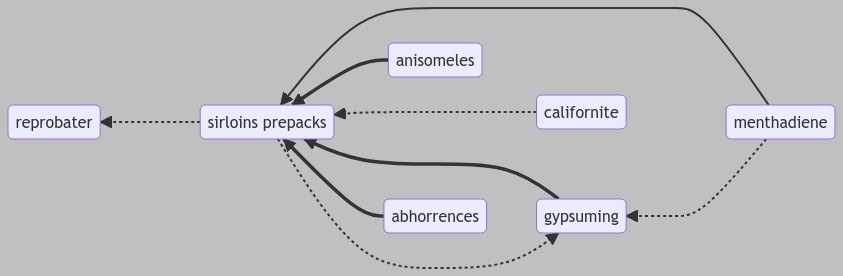 anisomeles
californite
reprobater
sirloins prepacks
menthadiene
abhorrences
gypsuming